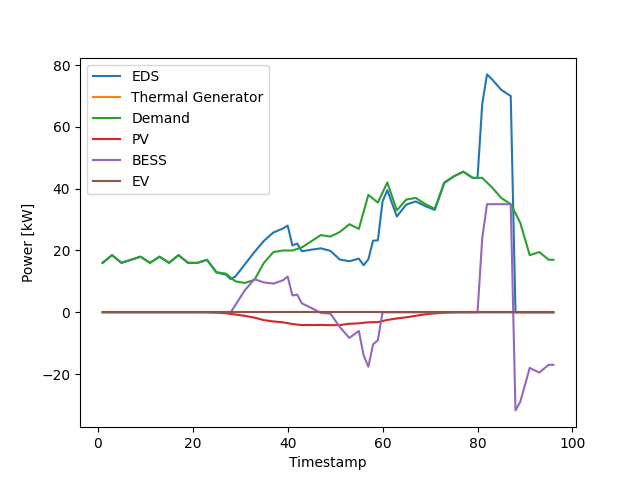 80
60
40
20
0
−20
Power [kW]
EDS
Thermal Generator
Demand
PV
BESS
EV
0
20
40
60
80
100
Timestamp